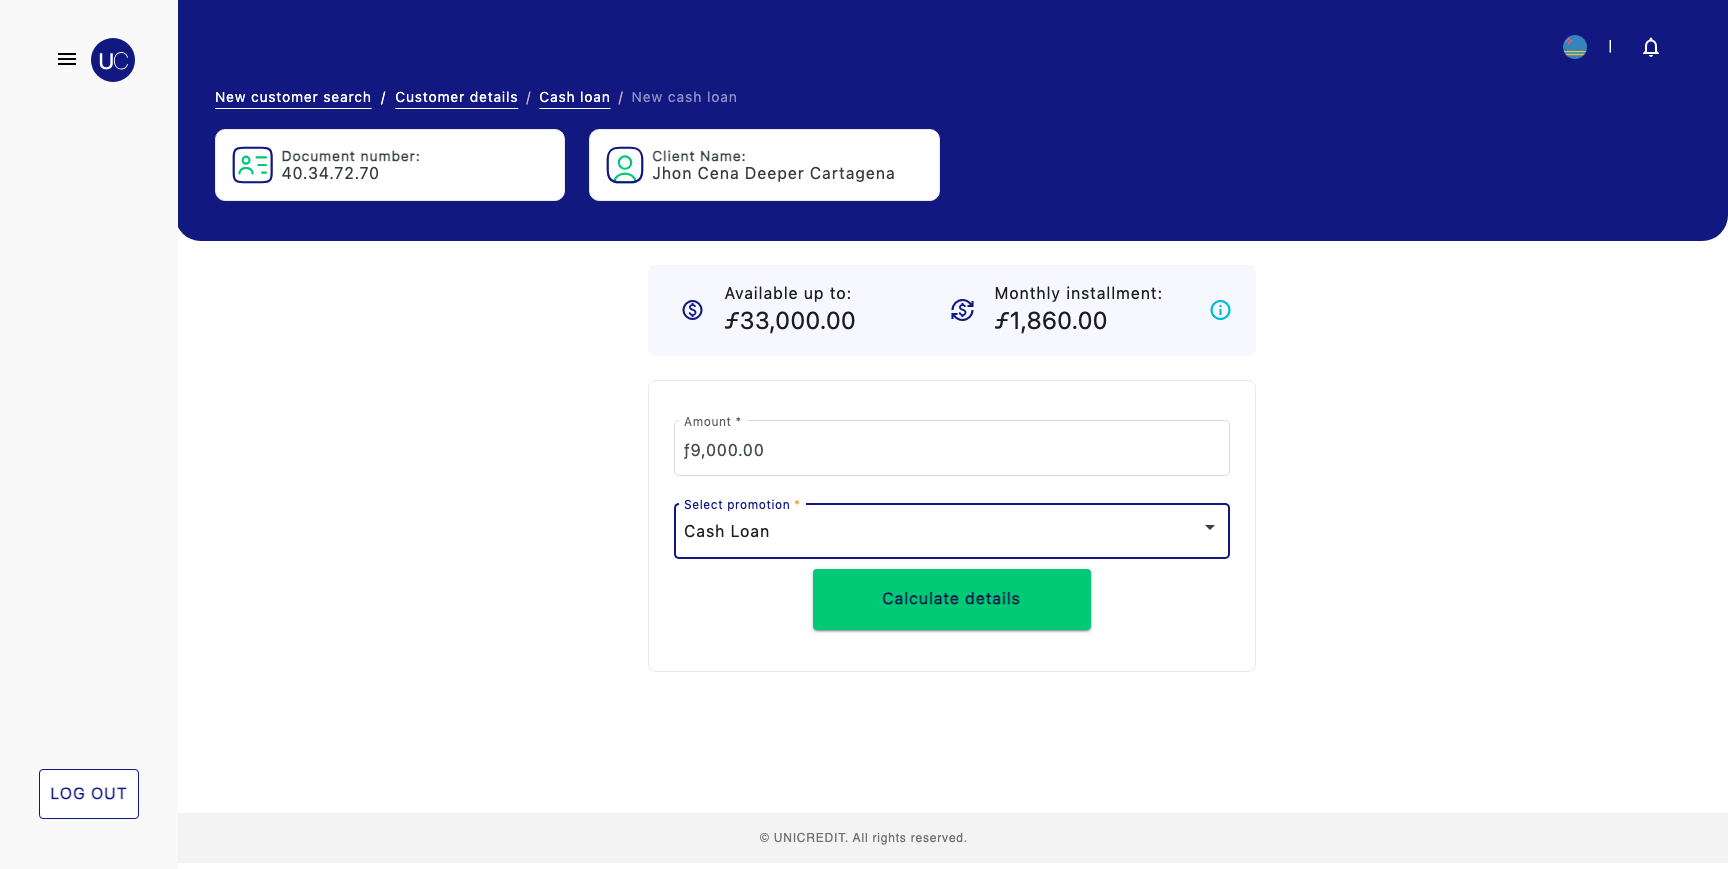 UC
New customer search / Customer details / Cash loan / New cash loan
Document number:
40.34.72.70
Client Name:
Jhon Cena Deeper Cartagena
Available up to:
ƒ33,000.00
Monthly installment:
ƒ1,860.00
Amount *
ƒ9,000.00
Select promotion *
Cash Loan
Calculate details
LOG OUT
© UNICREDIT. All rights reserved.